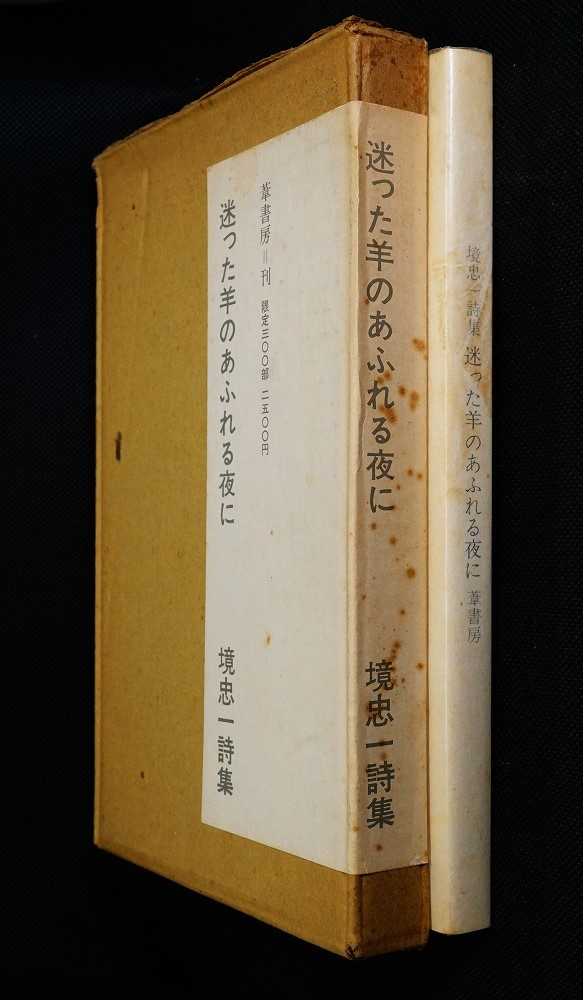 境忠一詩集 迷った羊のあふれる夜に 葦書房
迷った羊のあふれる夜に 境忠一詩集
葦書房＝刊 限定三〇〇部 二五〇〇円
迷った羊のあふれる夜に 境忠一詩集